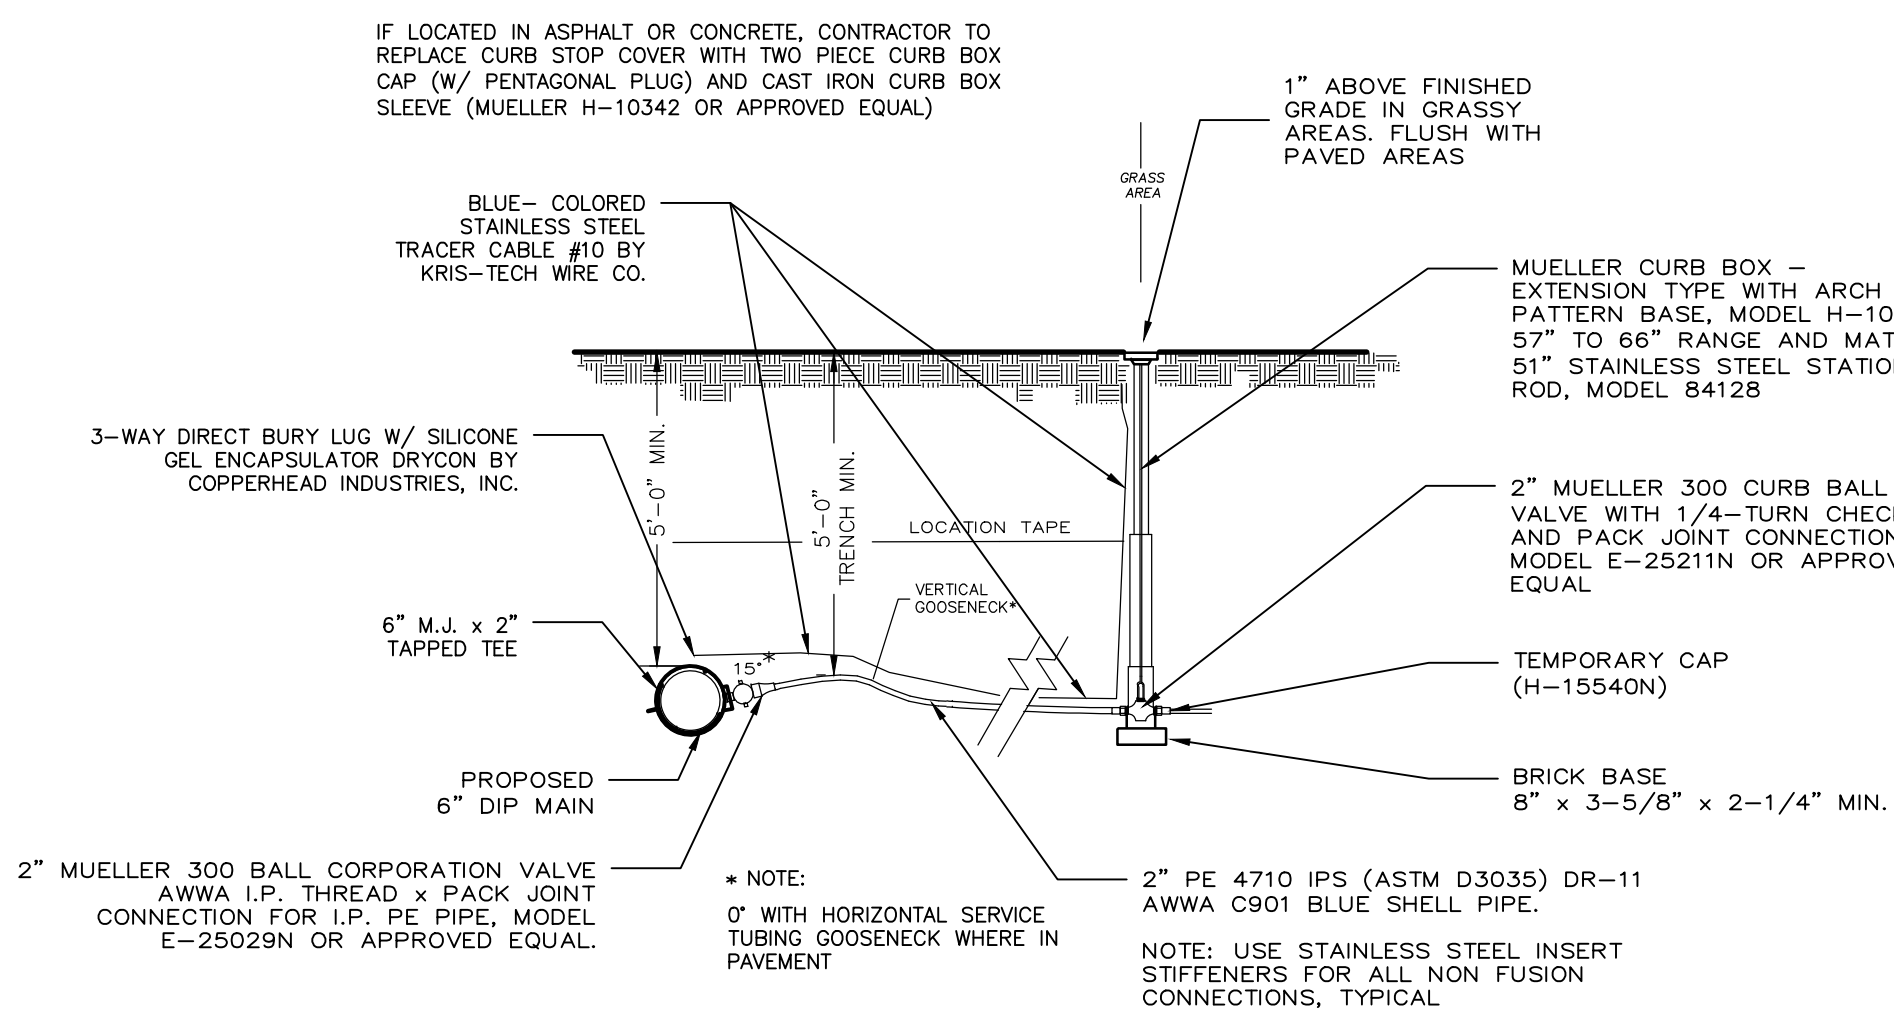 IF LOCATED IN ASPHALT OR CONCRETE, CONTRACTOR TO
REPLACE CURB STOP COVER WITH TWO PIECE CURB BOX
CAP (W/ PENTAGONAL PLUG) AND CAST IRON CURB BOX
SLEEVE (MUELLER H-10342 OR APPROVED EQUAL)
1" ABOVE FINISHED
GRADE IN GRASSY
AREAS. FLUSH WITH
PAVED AREAS
GRASS
AREA
BLUE- COLORED
STAINLESS STEEL
TRACER CABLE #10 BY
KRIS-TECH WIRE CO.
MUELLER CURB BOX -
EXTENSION TYPE WITH ARCH
PATTERN BASE, MODEL H-10
57" TO 66" RANGE AND MAT
51" STAINLESS STEEL STATIO
ROD, MODEL 84128
3-WAY DIRECT BURY LUG W/ SILICONE
GEL ENCAPSULATOR DRYCON BY
COPPERHEAD INDUSTRIES, INC.
5'-0" MIN.
5'-0"
TRENCH MIN.
LOCATION TAPE
2" MUELLER 300 CURB BALL
VALVE WITH 1/4-TURN CHEC
AND PACK JOINT CONNECTION
MODEL E-25211N OR APPROV
EQUAL
VERTICAL
GOOSENECK*
6" M.J. x 2"
TAPPED TEE
15°*
TEMPORARY CAP
(H-15540N)
PROPOSED
6" DIP MAIN
BRICK BASE
8" x 3-5/8" x 2-1/4" MIN.
2" MUELLER 300 BALL CORPORATION VALVE
AWWA I.P. THREAD x PACK JOINT
CONNECTION FOR I.P. PE PIPE, MODEL
E-25029N OR APPROVED EQUAL.
* NOTE:
0° WITH HORIZONTAL SERVICE
TUBING GOOSENECK WHERE IN
PAVEMENT
2" PE 4710 IPS (ASTM D3035) DR-11
AWWA C901 BLUE SHELL PIPE.
NOTE: USE STAINLESS STEEL INSERT
STIFFENERS FOR ALL NON FUSION
CONNECTIONS, TYPICAL